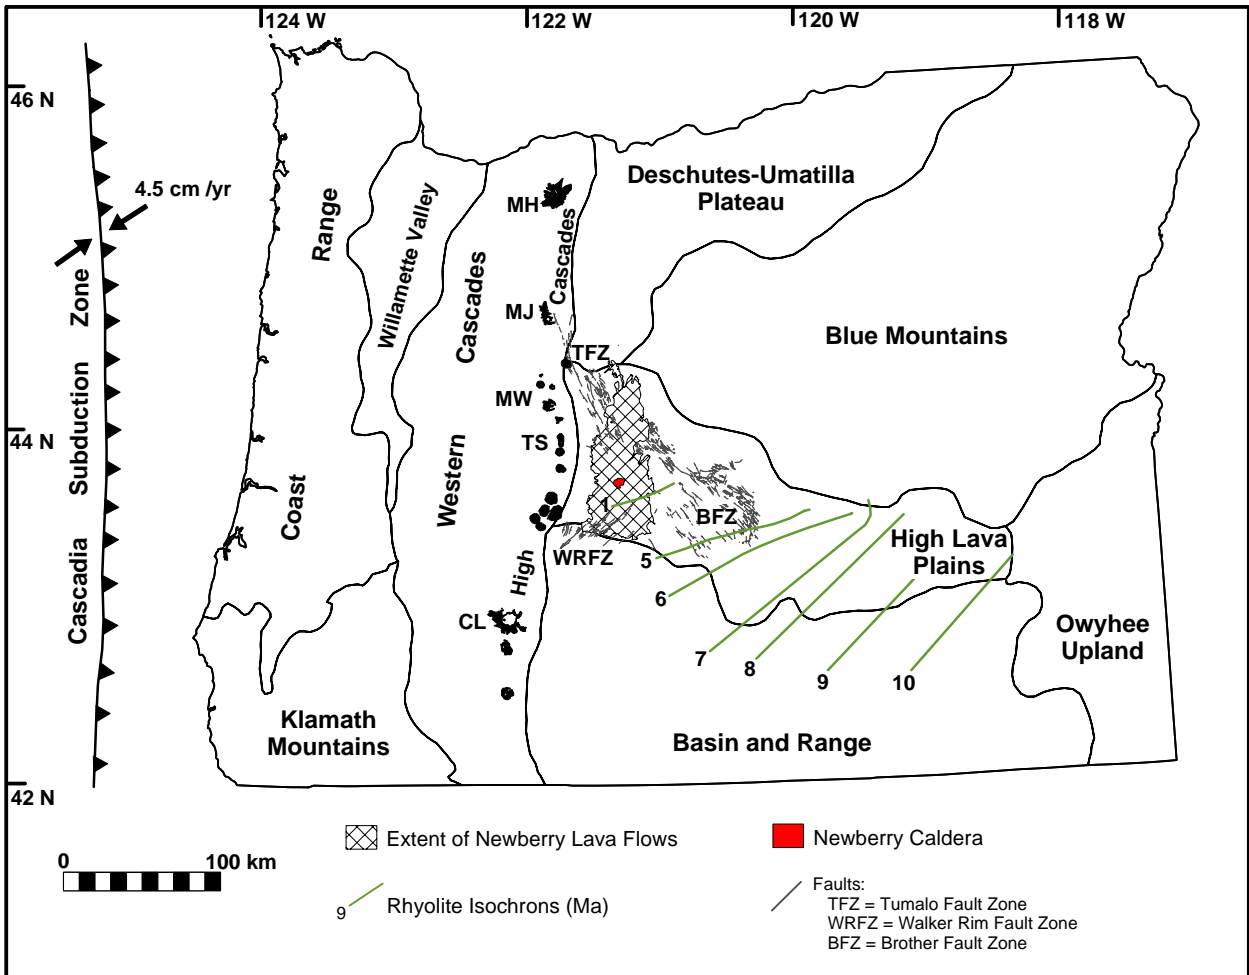 124 W
122 W
120 W
118 W
46 N
44 N
42 N
4.5 cm /yr
Cascadia Subduction Zone
Coast Range
Willamette Valley
Western Cascades
High Cascades
Deschutes-Umatilla
Plateau
Blue Mountains
High Lava
Plains
Owyhee
Upland
Basin and Range
Klamath
Mountains
MH
MJ
TFZ
MW
TS
BFZ
WRFZ
CL
1
5
6
7
8
9
10
0
100 km
Extent of Newberry Lava Flows
Newberry Caldera
9
Rhyolite Isochrons (Ma)
Faults:
TFZ = Tumalo Fault Zone
WRFZ = Walker Rim Fault Zone
BFZ = Brother Fault Zone